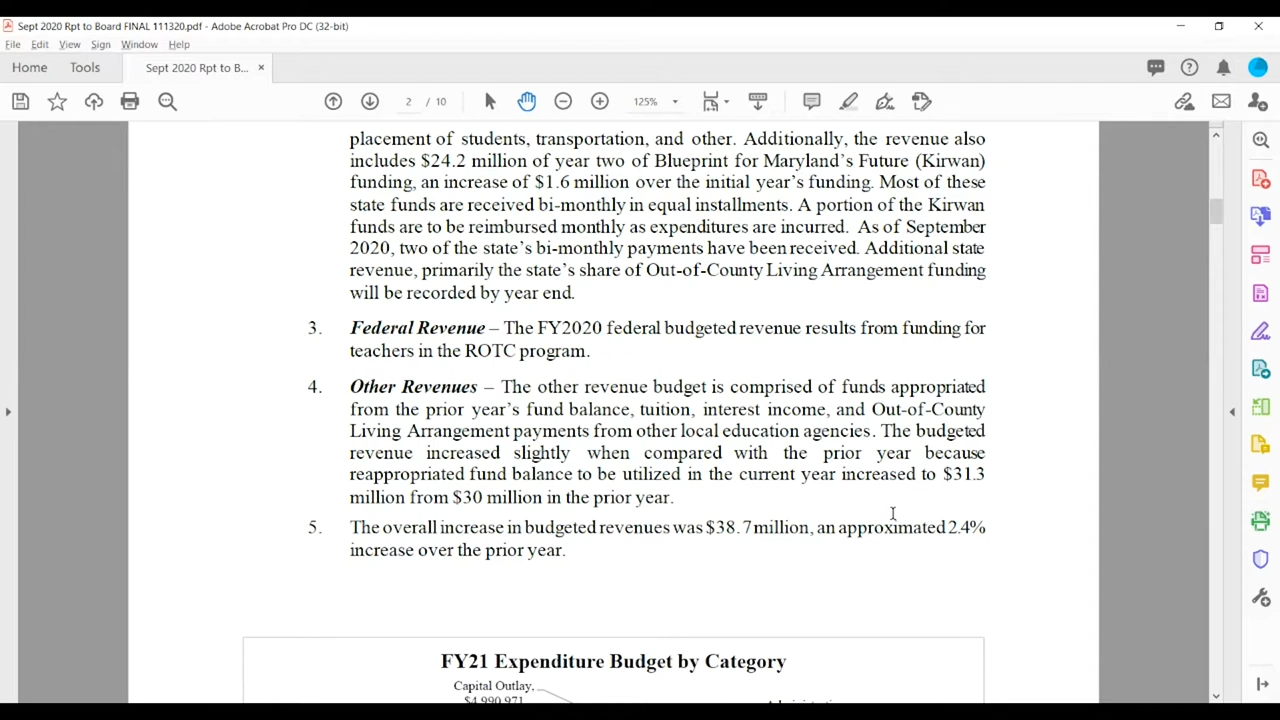 Sept 2020 Rpt to Board FINAL 111320.pdf - Adobe Acrobat Pro DC (32-bit)
File Edit View Sign Window Help
Home Tools Sept 2020 Rpt to B... ×
2 / 10 125%
placement of students, transportation, and other. Additionally, the revenue also
includes $24.2 million of year two of Blueprint for Maryland’s Future (Kirwan)
funding, an increase of $1.6 million over the initial year’s funding. Most of these
state funds are received bi-monthly in equal installments. A portion of the Kirwan
funds are to be reimbursed monthly as expenditures are incurred. As of September
2020, two of the state’s bi-monthly payments have been received. Additional state
revenue, primarily the state’s share of Out-of-County Living Arrangement funding
will be recorded by year end.
3. Federal Revenue – The FY2020 federal budgeted revenue results from funding for
teachers in the ROTC program.
4. Other Revenues – The other revenue budget is comprised of funds appropriated
from the prior year’s fund balance, tuition, interest income, and Out-of-County
Living Arrangement payments from other local education agencies. The budgeted
revenue increased slightly when compared with the prior year because
reappropriated fund balance to be utilized in the current year increased to $31.3
million from $30 million in the prior year.
5. The overall increase in budgeted revenues was $38.7 million, an approximated 2.4%
increase over the prior year.
FY21 Expenditure Budget by Category
Capital Outlay,
$4,990,971